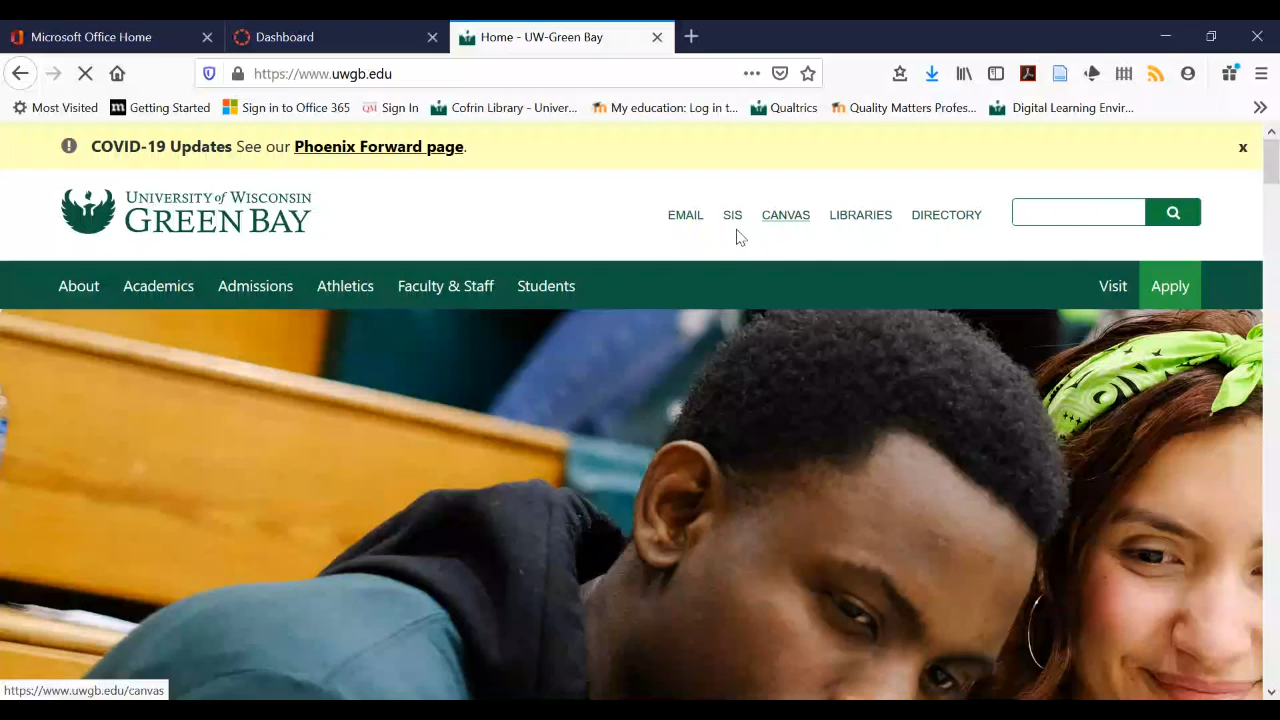 Microsoft Office Home
Dashboard
Home - UW-Green Bay
https://www.uwgb.edu
Most Visited
Getting Started
Sign in to Office 365
QM Sign In
Cofrin Library - Univer...
My education: Log in t...
Qualtrics
Quality Matters Profes...
Digital Learning Envir...
COVID-19 Updates See our Phoenix Forward page.
x
UNIVERSITY of WISCONSIN
GREEN BAY
EMAIL SIS CANVAS LIBRARIES DIRECTORY
About Academics Admissions Athletics Faculty & Staff Students Visit Apply
https://www.uwgb.edu/canvas